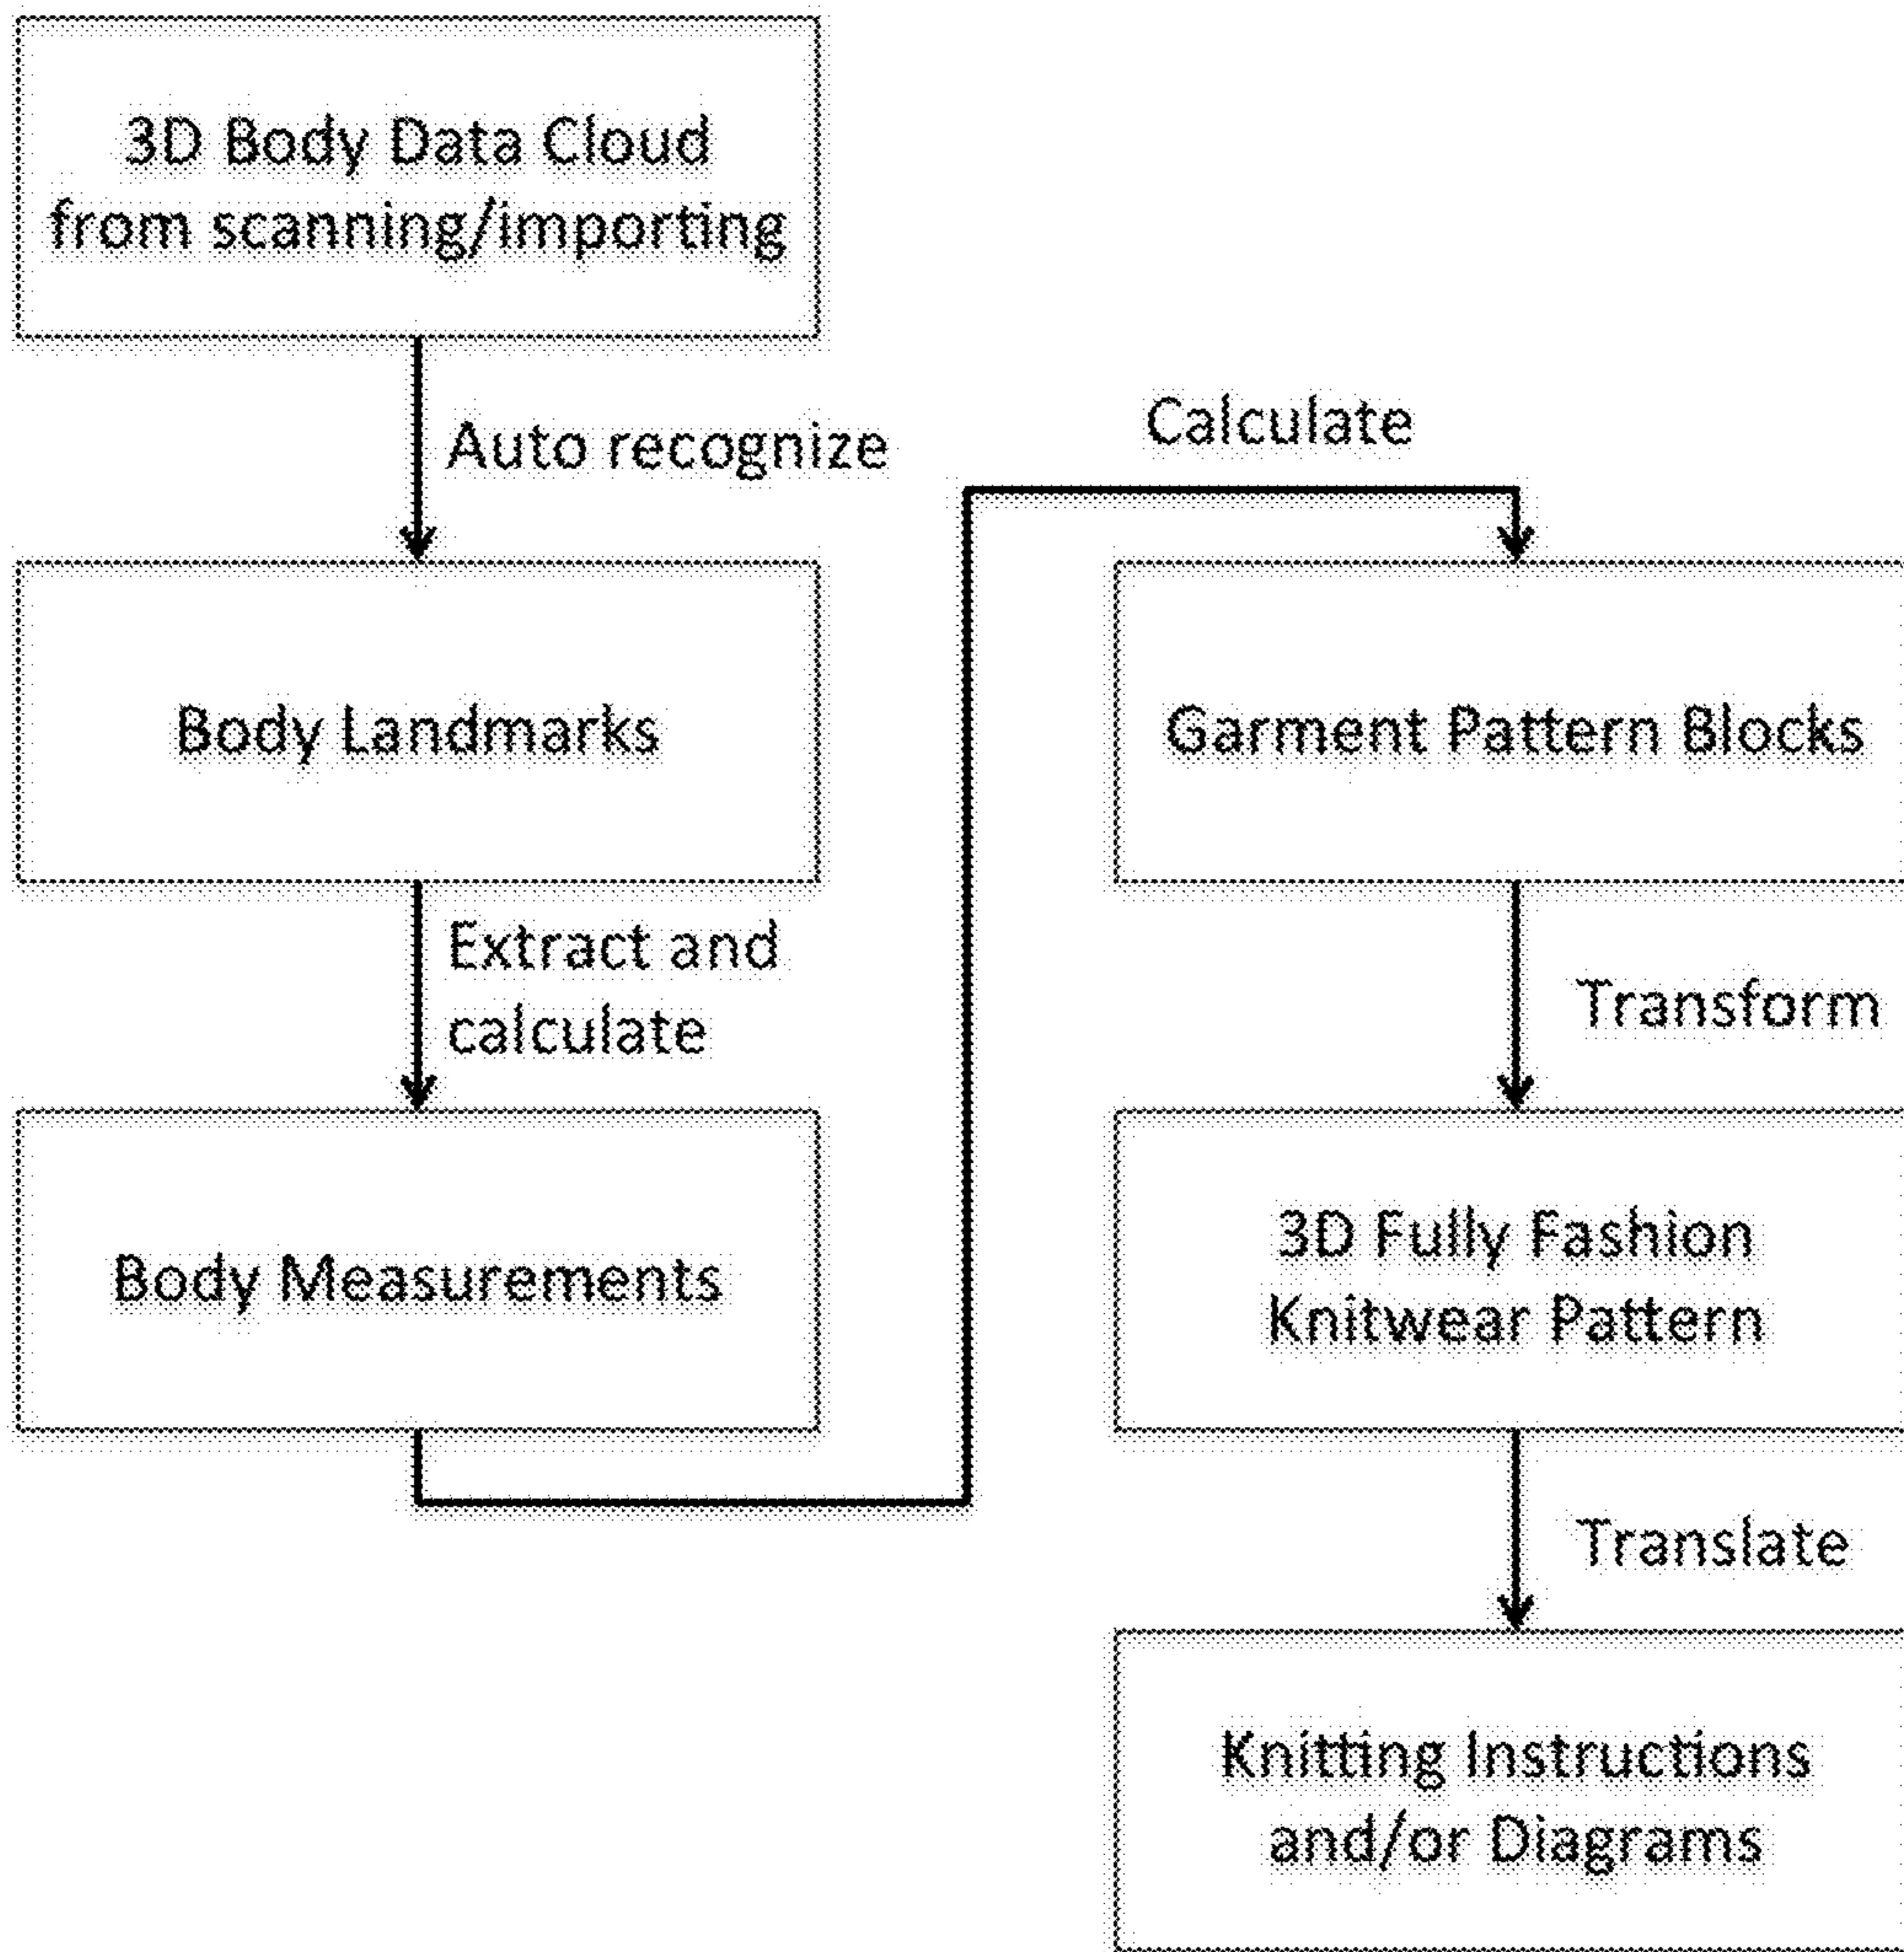 3D Body Data Cloud
from scanning/importing
Auto recognize
Body Landmarks
Extract and
calculate
Body Measurements
Calculate
Garment Pattern Blocks
Transform
3D Fully Fashion
Knitwear Pattern
Translate
Knitting Instructions
and/or Diagrams